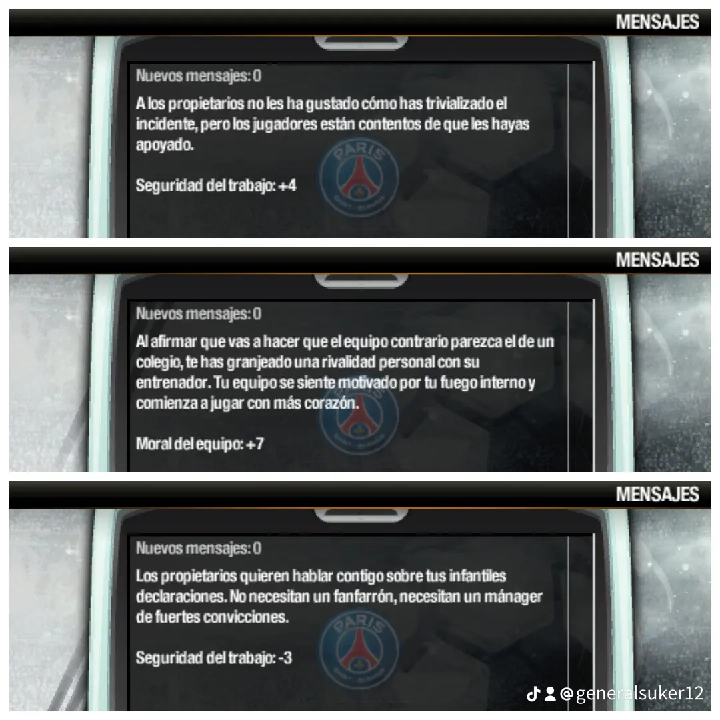 MENSAJES
Nuevos mensajes: 0
A los propietarios no les ha gustado cómo has trivializado el
incidente, pero los jugadores están contentos de que les hayas
apoyado.
PARIS
Seguridad del trabajo: +4
MENSAJES
Nuevos mensajes: 0
Al afirmar que vas a hacer que el equipo contrario parezca el de un
colegio, te has granjeado una rivalidad personal con su
entrenador. Tu equipo se siente motivado por tu fuego interno y
comienza a jugar con más corazón.
Moral del equipo: +7
MENSAJES
Nuevos mensajes: 0
Los propietarios quieren hablar contigo sobre tus infantiles
declaraciones. No necesitan un fanfarrón, necesitan un mánager
de fuertes convicciones.
PARIS
Seguridad del trabajo: -3
@generalsuker12